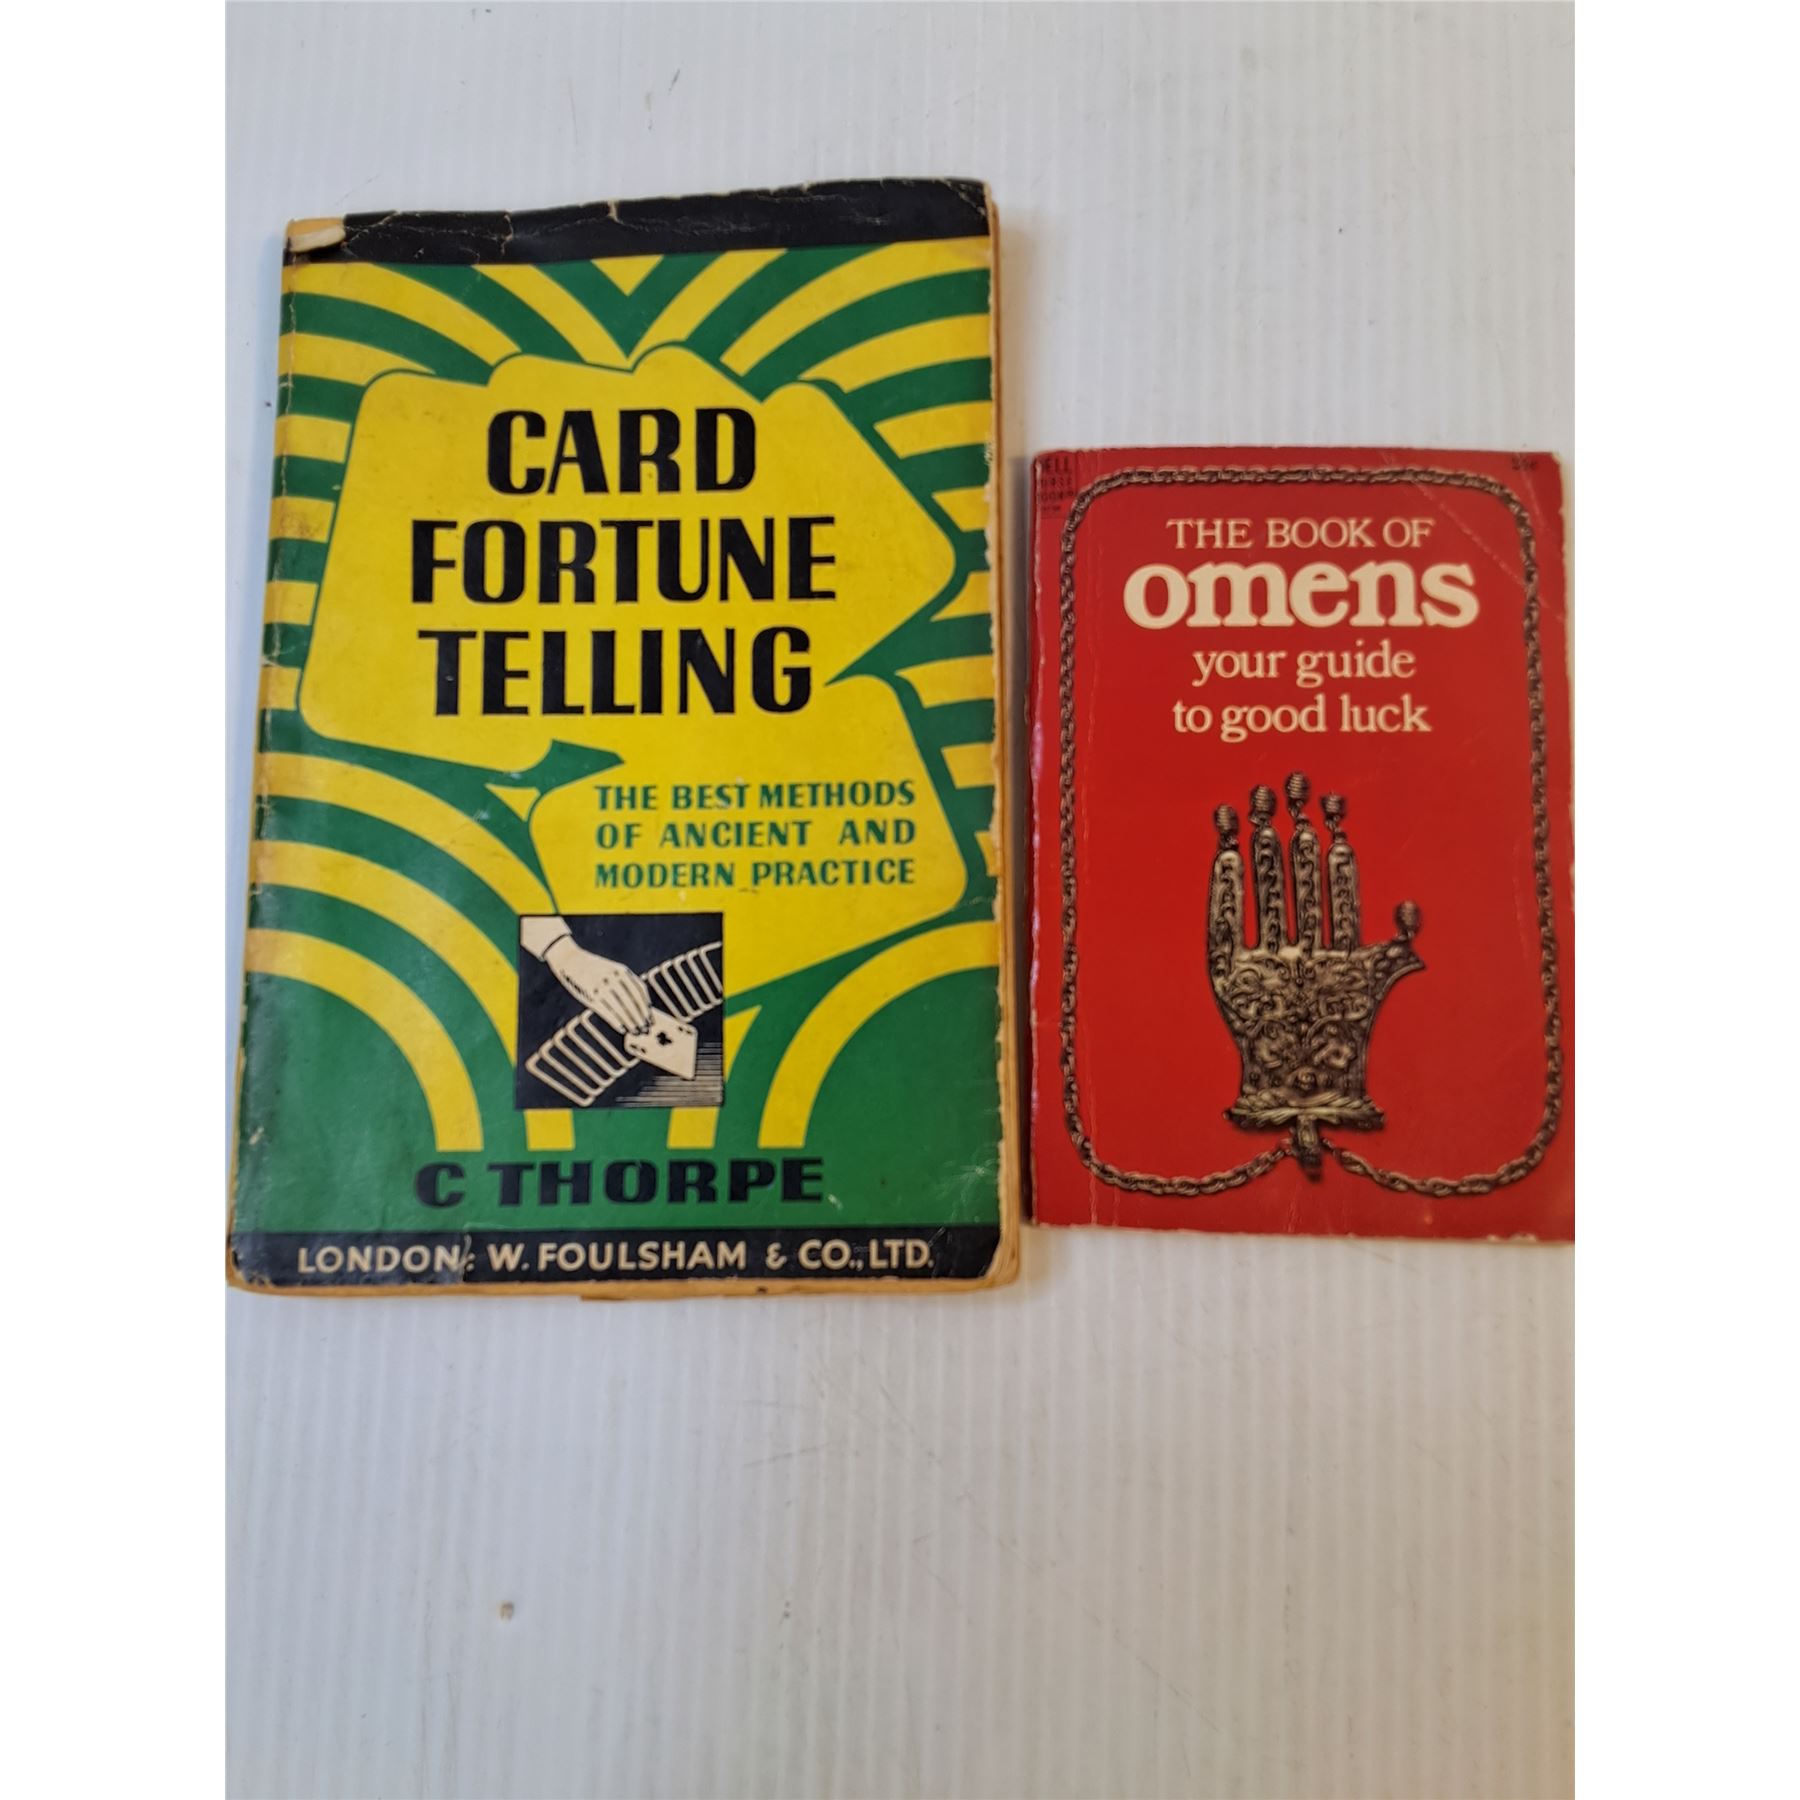 CARD
FORTUNE
TELLING
THE BEST METHODS
OF ANCIENT AND
MODERN PRACTICE
C THORPE
LONDON: W. FOULSHAM & CO., LTD.
THE BOOK OF
omens
your guide
to good luck